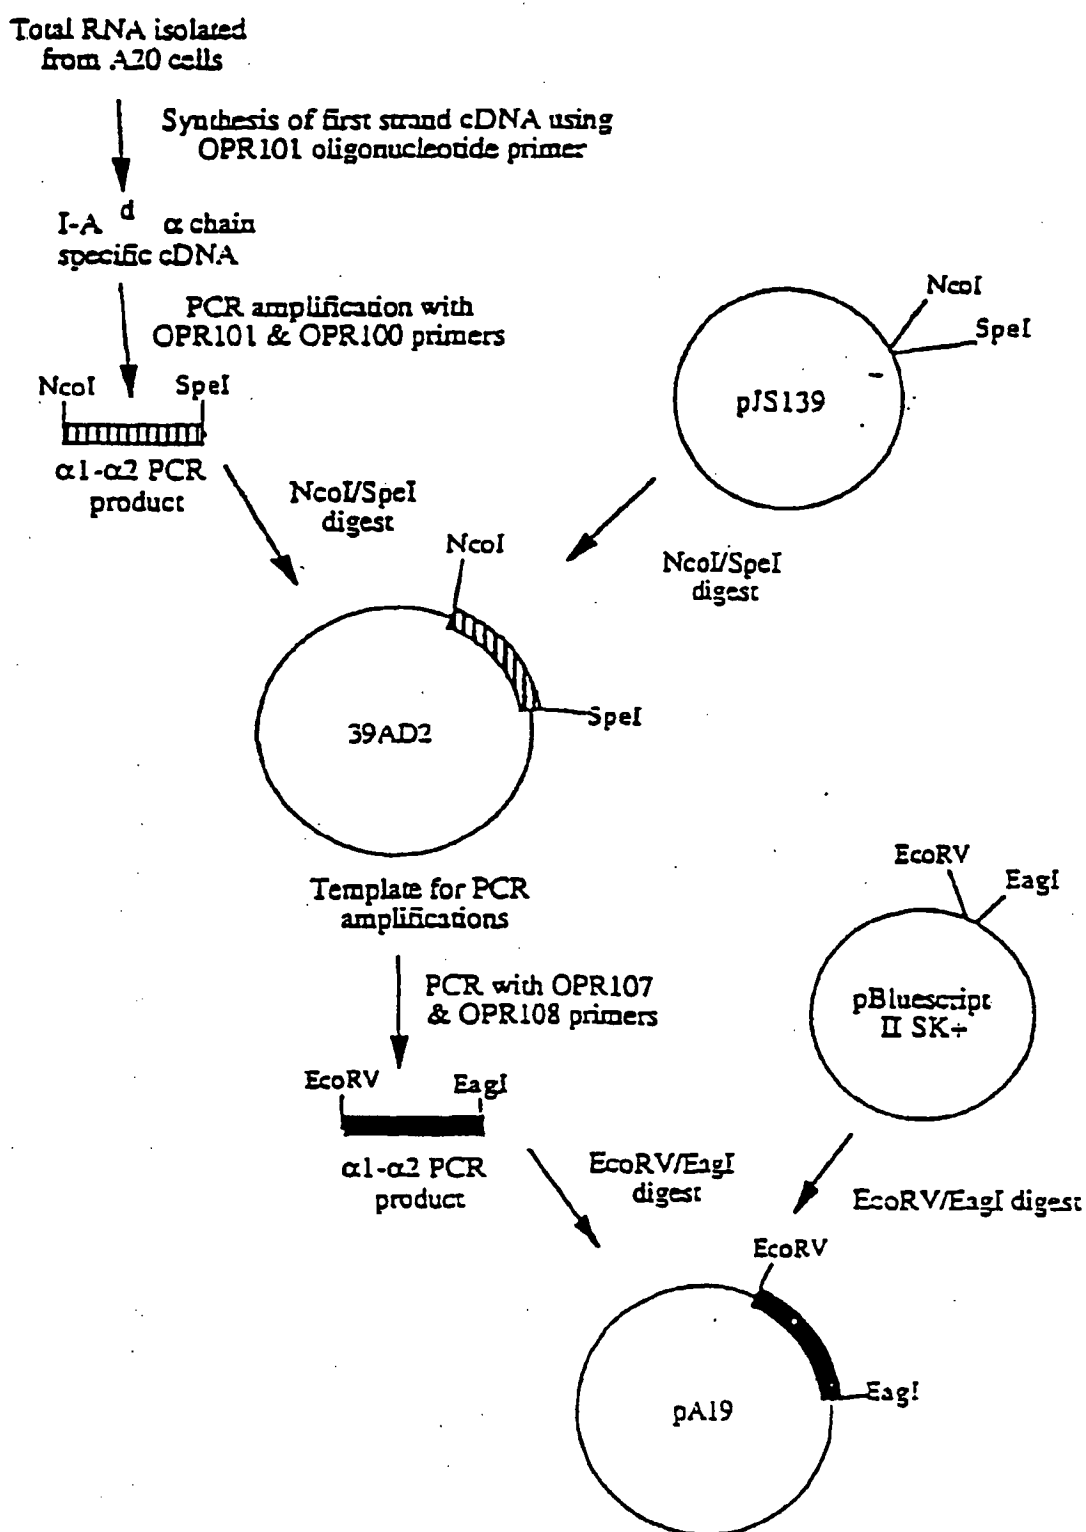 Total RNA isolated
from A20 cells
Synthesis of first strand cDNA using
OPR101 oligonucleotide primer
I-A d α chain
specific cDNA
PCR amplification with
OPR101 & OPR100 primers
NcoI SpeI
α1-α2 PCR
product
NcoI/SpeI
digest
NcoI
SpeI
pJS139
NcoI/SpeI
digest
NcoI
39AD2
SpeI
Template for PCR
amplifications
PCR with OPR107
& OPR108 primers
EcoRV
EagI
pBluescript
II SK+
EcoRV EagI
α1-α2 PCR
product
EcoRV/EagI
digest
EcoRV/EagI digest
EcoRV
EagI
pA19